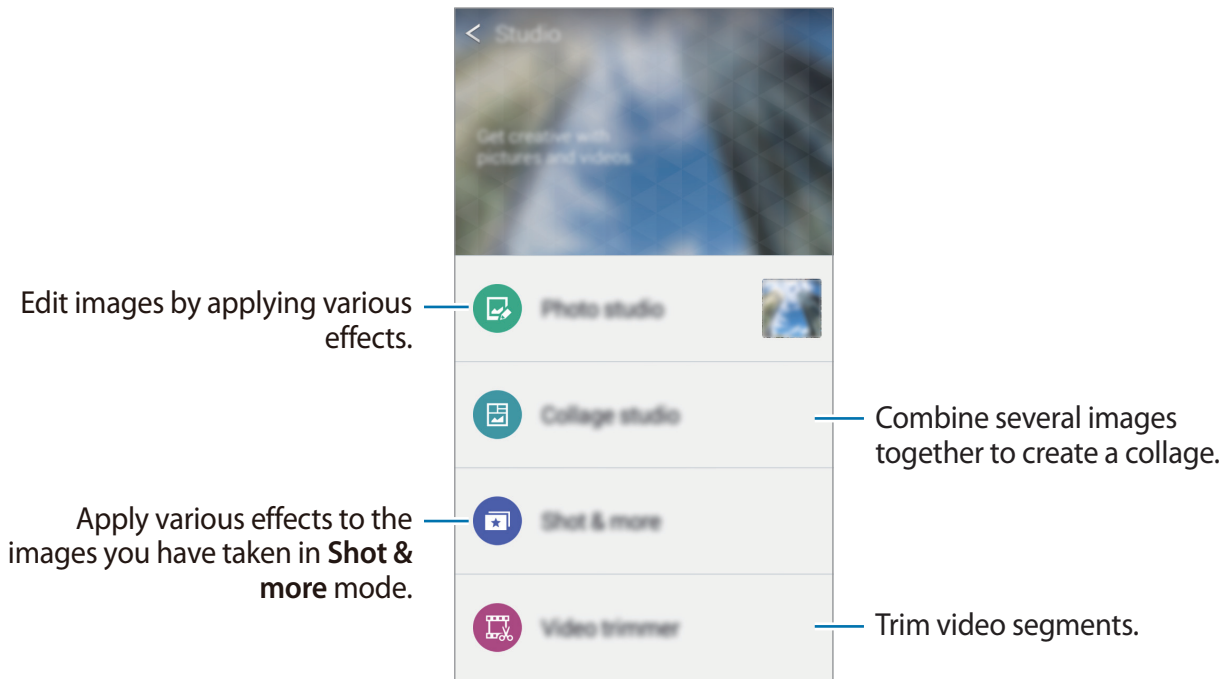 Studio
Get creative with
pictures and videos
Edit images by applying various
effects.
Photo studio
Collage studio
Combine several images
together to create a collage.
Apply various effects to the
images you have taken in Shot &
more mode.
Shot & more
Video trimmer
Trim video segments.